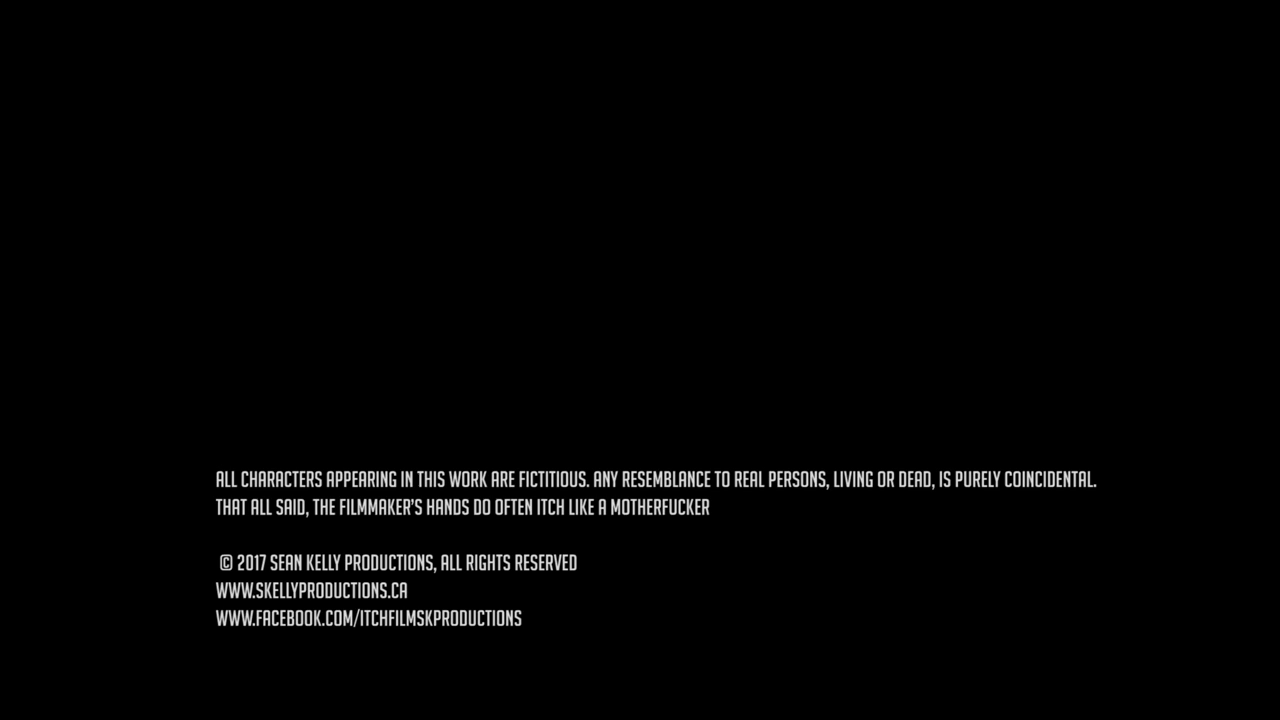 ALL CHARACTERS APPEARING IN THIS WORK ARE FICTITIOUS. ANY RESEMBLANCE TO REAL PERSONS, LIVING OR DEAD, IS PURELY COINCIDENTAL.
THAT ALL SAID, THE FILMMAKER'S HANDS DO OFTEN ITCH LIKE A MOTHERFUCKER
© 2017 SEAN KELLY PRODUCTIONS, ALL RIGHTS RESERVED
WWW.SKELLYPRODUCTIONS.CA
WWW.FACEBOOK.COM/ITCHFILMSKPRODUCTIONS